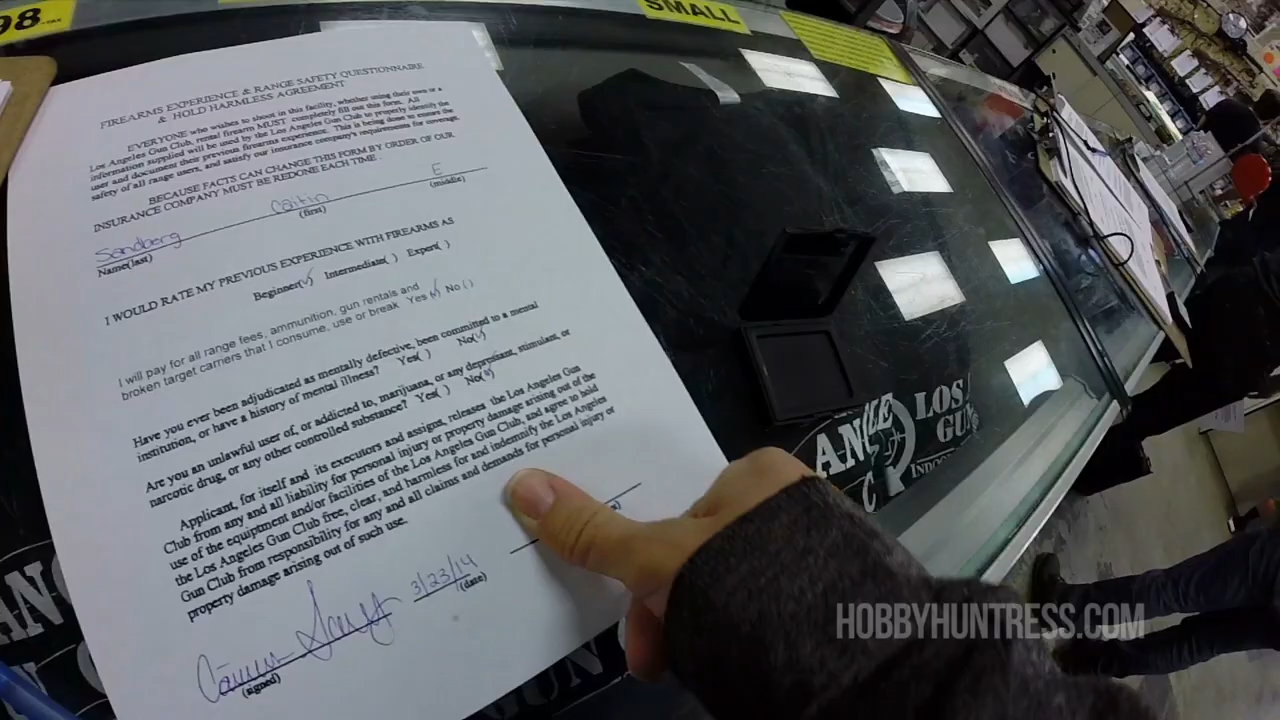 98
SMALL
FIREARMS EXPERIENCE & RANGE SAFETY QUESTIONNAIRE
& HOLD HARMLESS AGREEMENT
EVERYONE who wishes to shoot in this facility, whether using their own or a
Los Angeles Gun Club, rental firearm MUST completely fill out this form. All
information supplied will be used by the Los Angeles Gun Club to properly identify the
user and document their previous firearms experience. This is being done to ensure the
safety of all range users, and satisfy our insurance company's requirements for coverage.
BECAUSE FACTS CAN CHANGE THIS FORM BY ORDER OF OUR
INSURANCE COMPANY MUST BE REDONE EACH TIME.
Sandberg Caitin E
Name(last) (first) (middle)
I WOULD RATE MY PREVIOUS EXPERIENCE WITH FIREARMS AS
Beginner(✓) Intermediate( ) Expert( )
I will pay for all range fees, ammunition, gun rentals and
broken target carriers that I consume, use or break Yes(✓) No( )
Have you ever been adjudicated as mentally defective, been committed to a mental
institution, or have a history of mental illness? Yes( ) No(✓)
Are you an unlawful user of, or addicted to, marijuana, or any depressant, stimulant, or
narcotic drug, or any other controlled substance? Yes( ) No(✓)
Applicant, for itself and its executors and assigns, releases the Los Angeles Gun
Club from any and all liability for personal injury or property damage arising out of the
use of the equipment and/or facilities of the Los Angeles Gun Club, and agree to hold
the Los Angeles Gun Club free, clear, and harmless for and indemnify the Los Angeles
Gun Club from responsibility for any and all claims and demands for personal injury or
property damage arising out of such use.
3/23/14
(signed) (date)
LOS
GUN
INDOOR
HOBBYHUNTRESS.COM